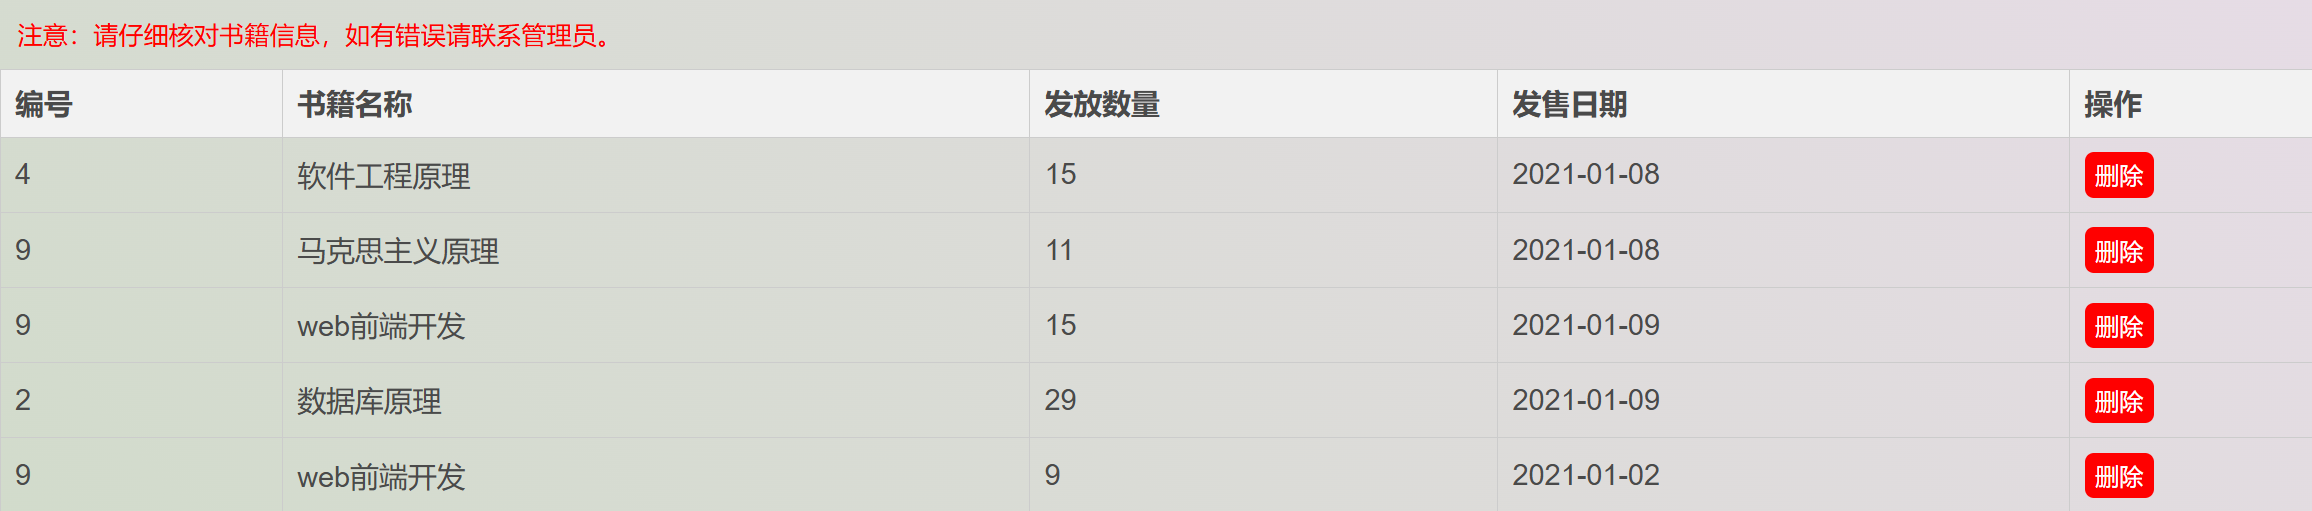 注意：请仔细核对书籍信息，如有错误请联系管理员。
编号 书籍名称 发放数量 发售日期 操作
4 软件工程原理 15 2021-01-08 删除
9 马克思主义原理 11 2021-01-08 删除
9 web前端开发 15 2021-01-09 删除
2 数据库原理 29 2021-01-09 删除
9 web前端开发 9 2021-01-02 删除